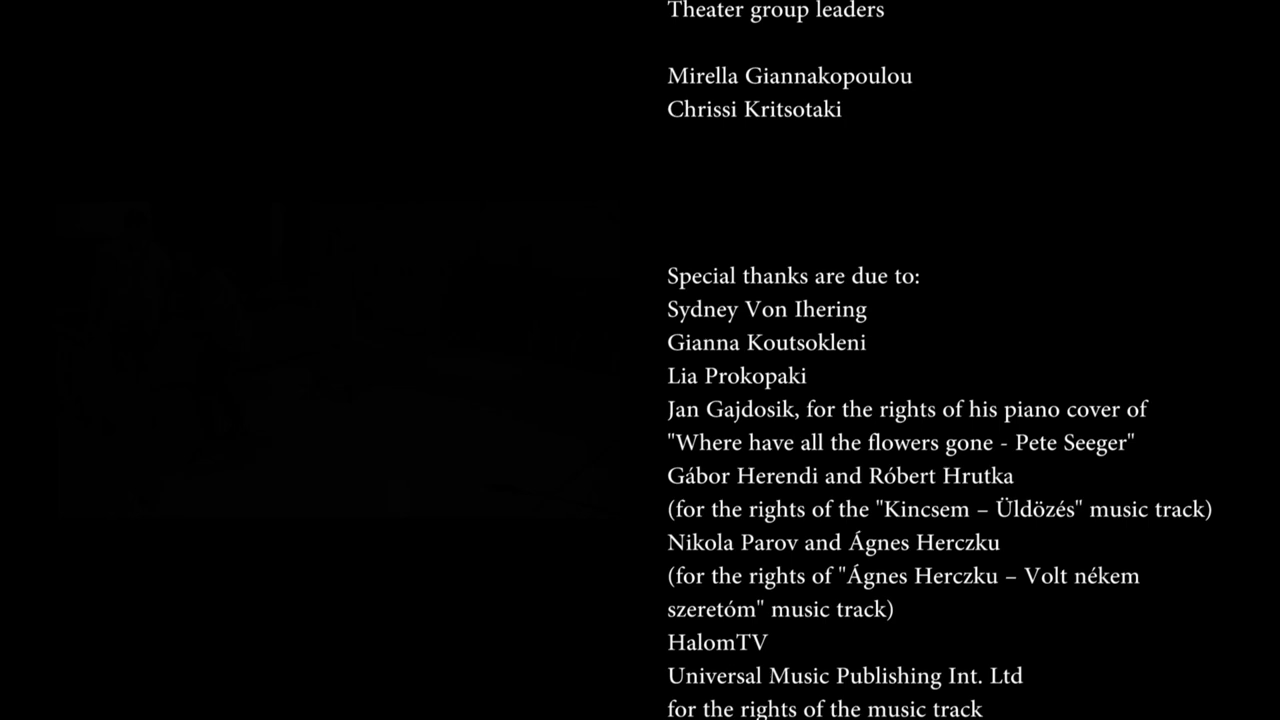 Theater group leaders
Mirella Giannakopoulou
Chrissi Kritsotaki
Special thanks are due to:
Sydney Von Ihering
Gianna Koutsokleni
Lia Prokopaki
Jan Gajdosik, for the rights of his piano cover of
"Where have all the flowers gone - Pete Seeger"
Gábor Herendi and Róbert Hrutka
(for the rights of the "Kincsem – Üldözés" music track)
Nikola Parov and Ágnes Herczku
(for the rights of "Ágnes Herczku – Volt nékem
szeretóm" music track)
HalomTV
Universal Music Publishing Int. Ltd
for the rights of the music track